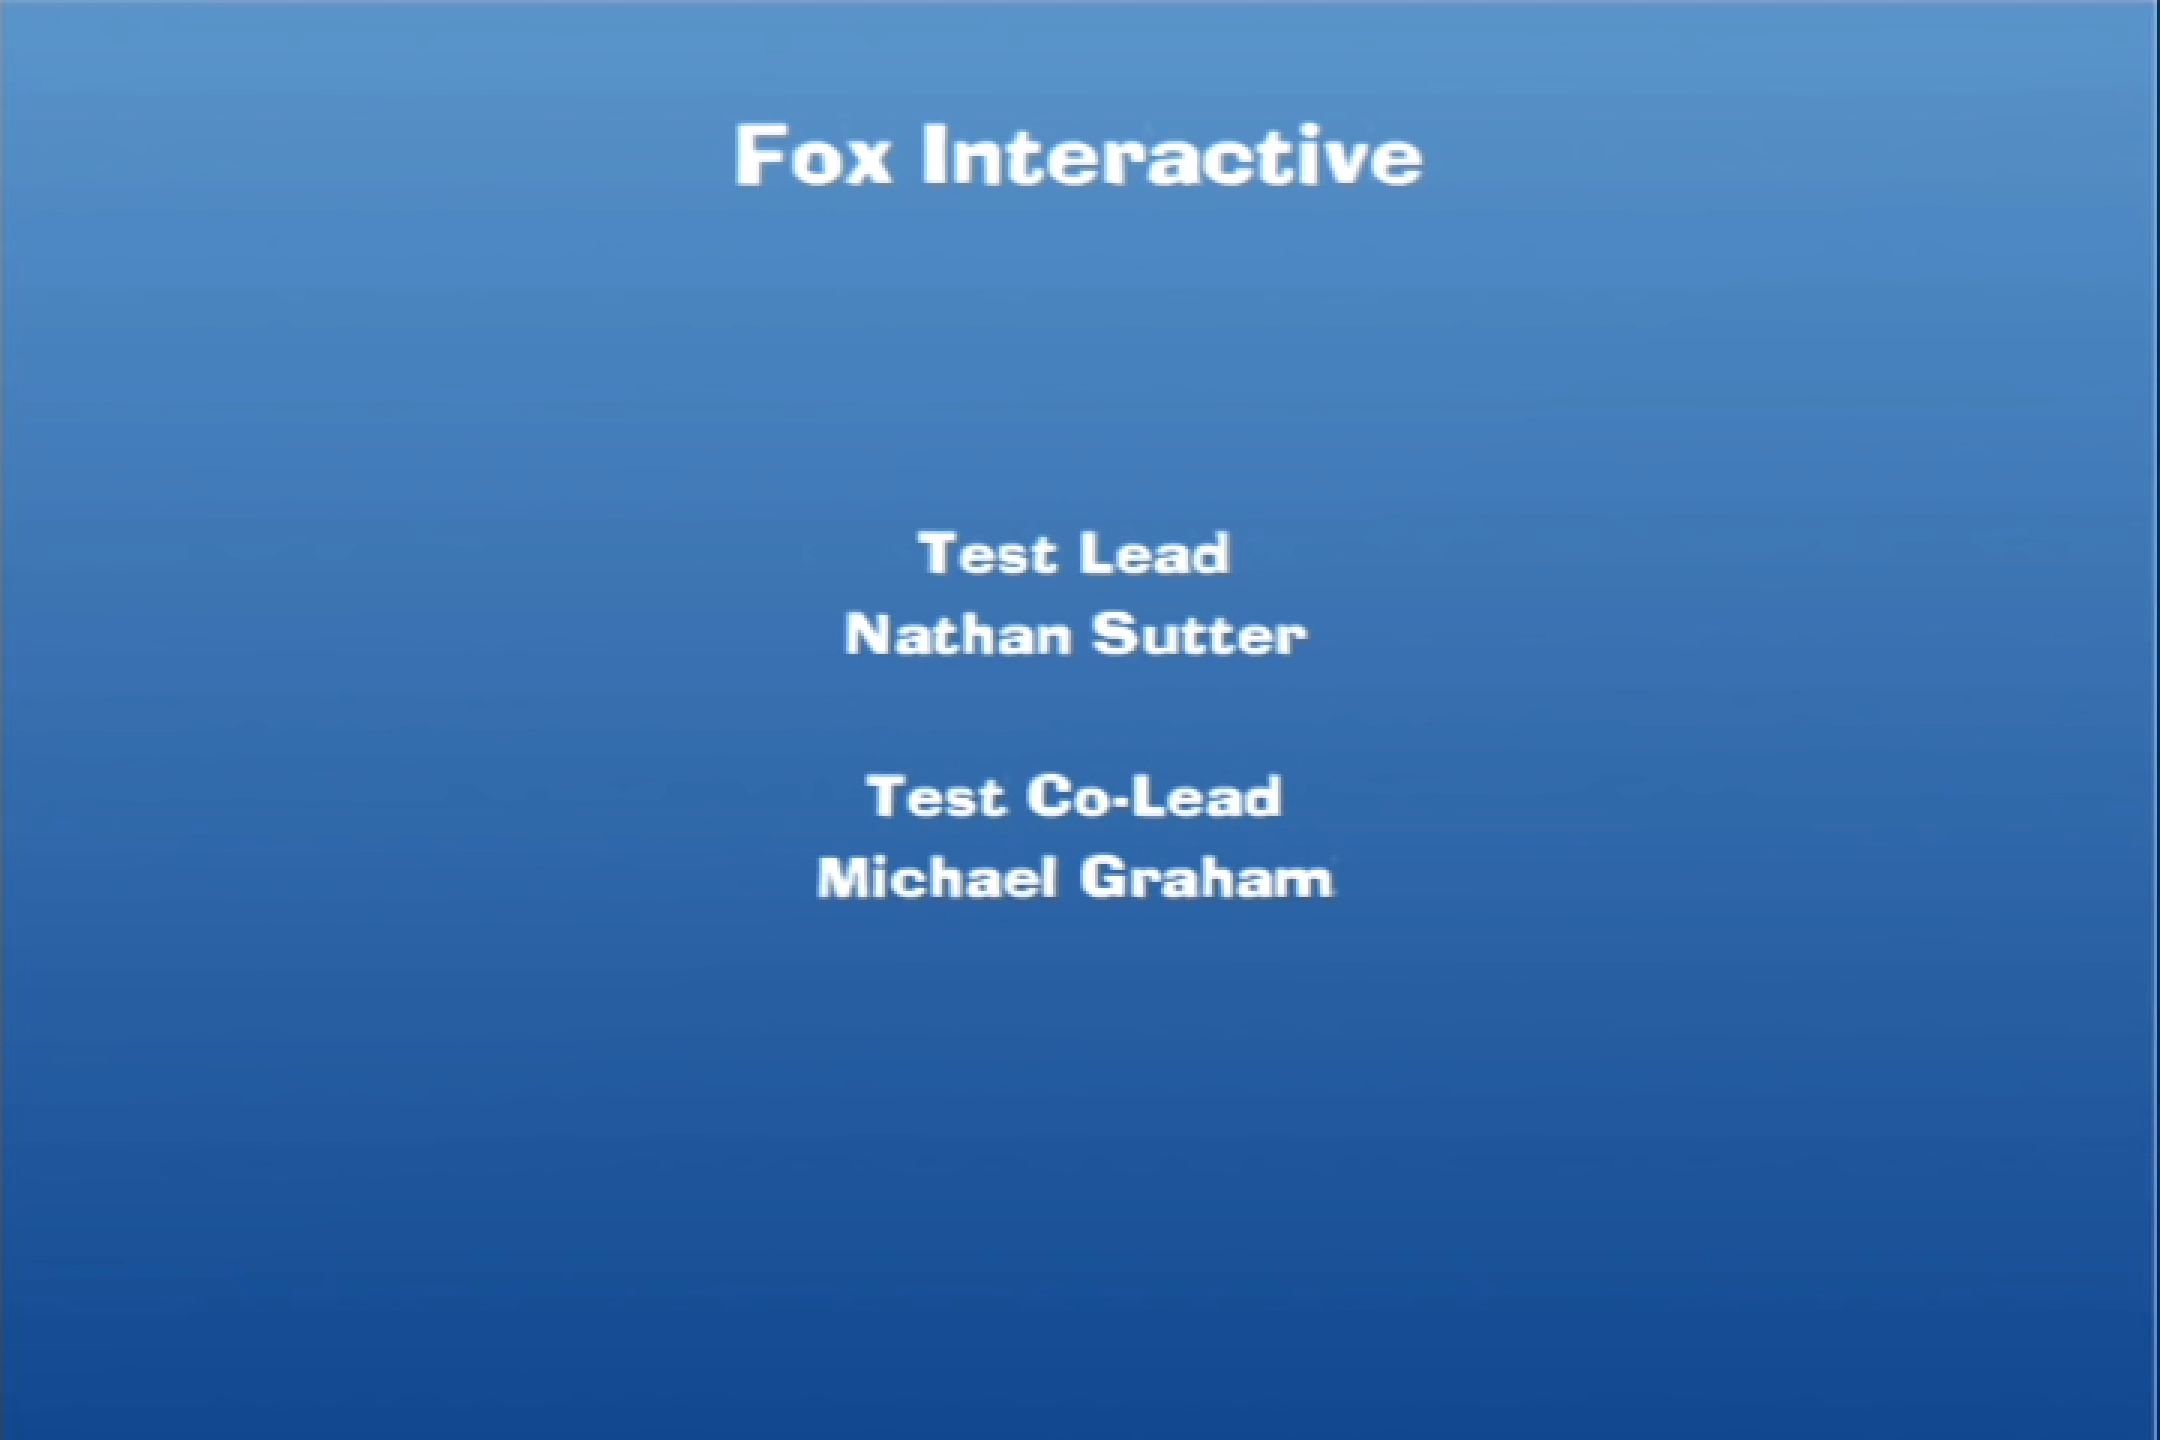 Fox Interactive
Test Lead
Nathan Sutter
Test Co-Lead
Michael Graham